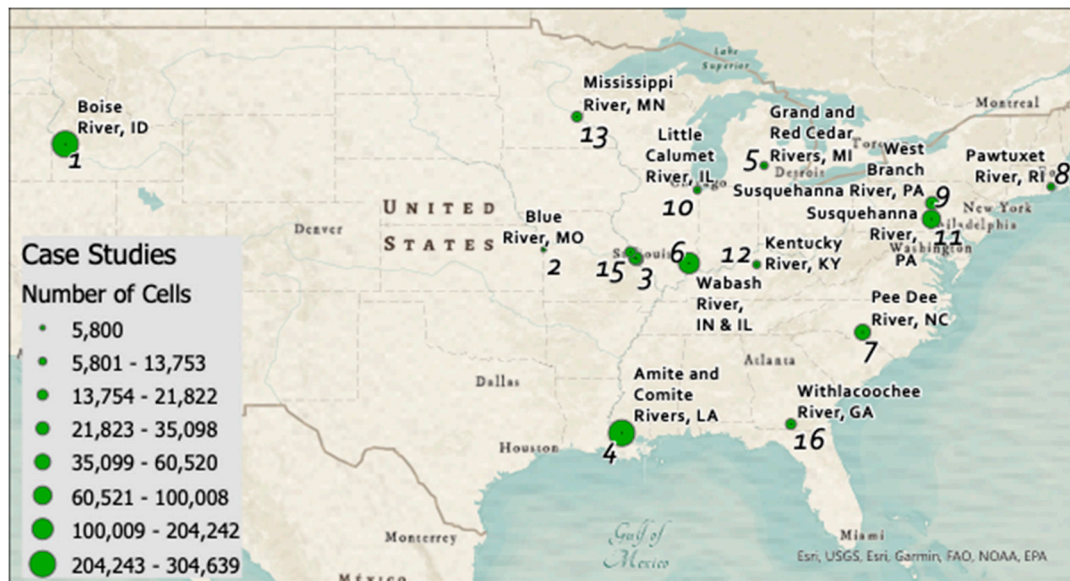 Lake
Superior
Montreal
Mississippi
River, MN
13
Boise
River, ID
1
Grand and
Red Cedar
Rivers, MI
5
Detroit
Little
Calumet
River, IL
10
West
Branch
Susquehanna River, PA
9
Pawtuxet
River, RI
8
New York
Susquehanna
River,
PA
11
Washington
UNITED
STATES
Denver
Blue
River, MO
2
15
3
6
Wabash
River,
IN & IL
12
Kentucky
River, KY
Pee Dee
River, NC
7
Atlanta
Dallas
Amite and
Comite
Rivers, LA
4
Withlacoochee
River, GA
16
Houston
Monterrey
Gulf of
Mexico
Miami
MÉXICO
Case Studies
Number of Cells
5,800
5,801 - 13,753
13,754 - 21,822
21,823 - 35,098
35,099 - 60,520
60,521 - 100,008
100,009 - 204,242
204,243 - 304,639
Esri, USGS, Esri, Garmin, FAO, NOAA, EPA